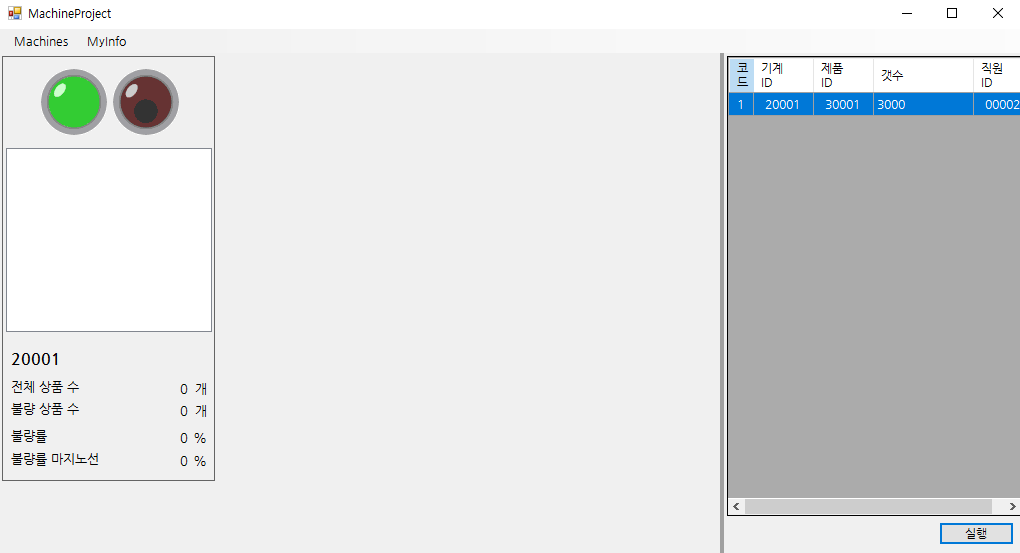 MachineProject
Machines MyInfo
20001
전체 상품 수 0 개
불량 상품 수 0 개
불량률 0 %
불량률 마지노선 0 %
코드 기계 ID 제품 ID 갯수 직원 ID
1 20001 30001 3000 00002
실행